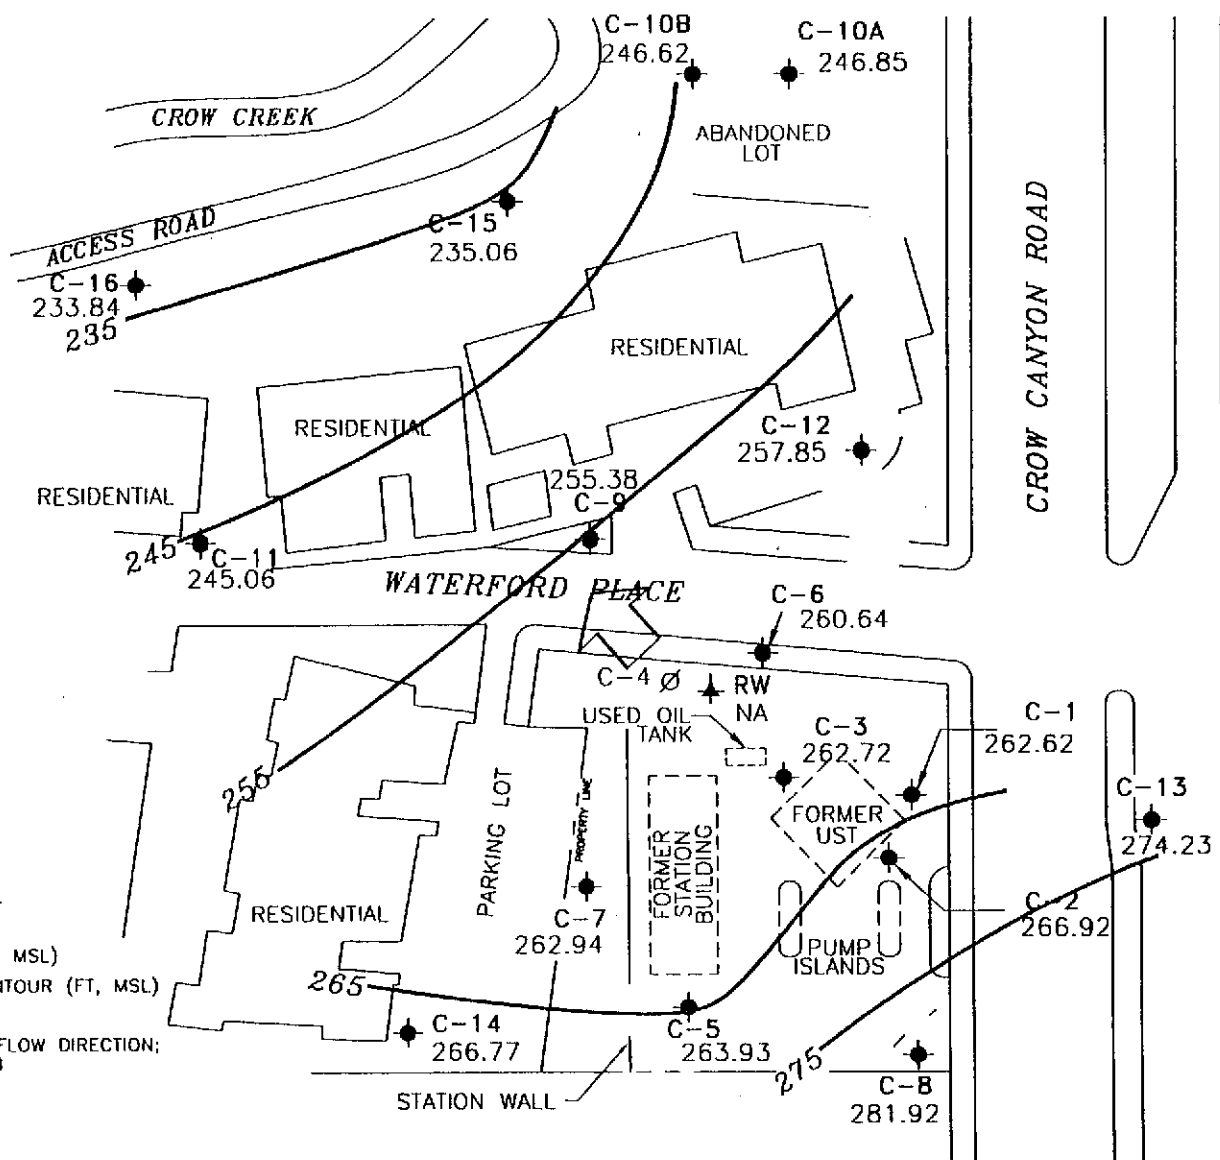 C-10B
246.62
C-10A
246.85
CROW CREEK
ABANDONED
LOT
ACCESS ROAD
C-15
235.06
C-16
233.84
235
CROW CANYON ROAD
RESIDENTIAL
RESIDENTIAL
C-12
257.85
RESIDENTIAL
255.38
C-9
245
C-11
245.06
WATERFORD PLACE
C-6
260.64
C-4
RW
NA
USED OIL
TANK
C-3
262.72
C-1
262.62
255
C-13
274.23
PROPERTY LINE
PARKING LOT
FORMER
UST
FORMER
STATION
BUILDING
C-7
262.94
RESIDENTIAL
C-2
266.92
PUMP
ISLANDS
MSL)
265
NTOUR (FT, MSL)
C-14
266.77
C-5
263.93
FLOW DIRECTION;
275
C-8
281.92
STATION WALL